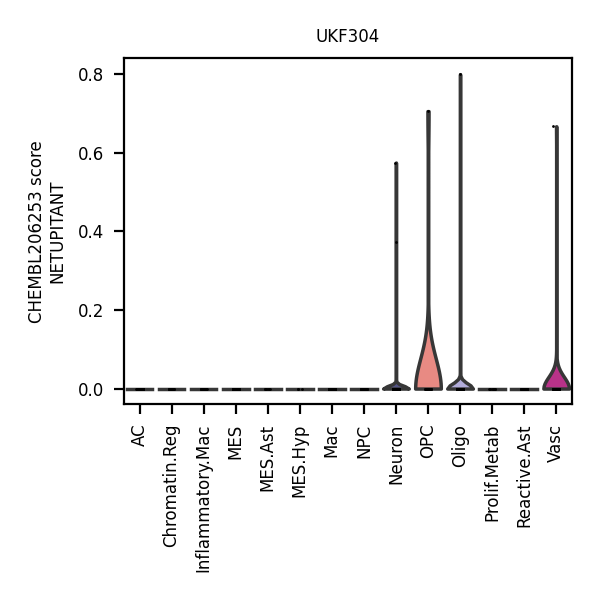 UKF304
CHEMBL206253 score
NETUPITANT
0.8
0.6
0.4
0.2
0.0
AC
Chromatin.Reg
Inflammatory.Mac
MES
MES.Ast
MES.Hyp
Mac
NPC
Neuron
OPC
Oligo
Prolif.Metab
Reactive.Ast
Vasc